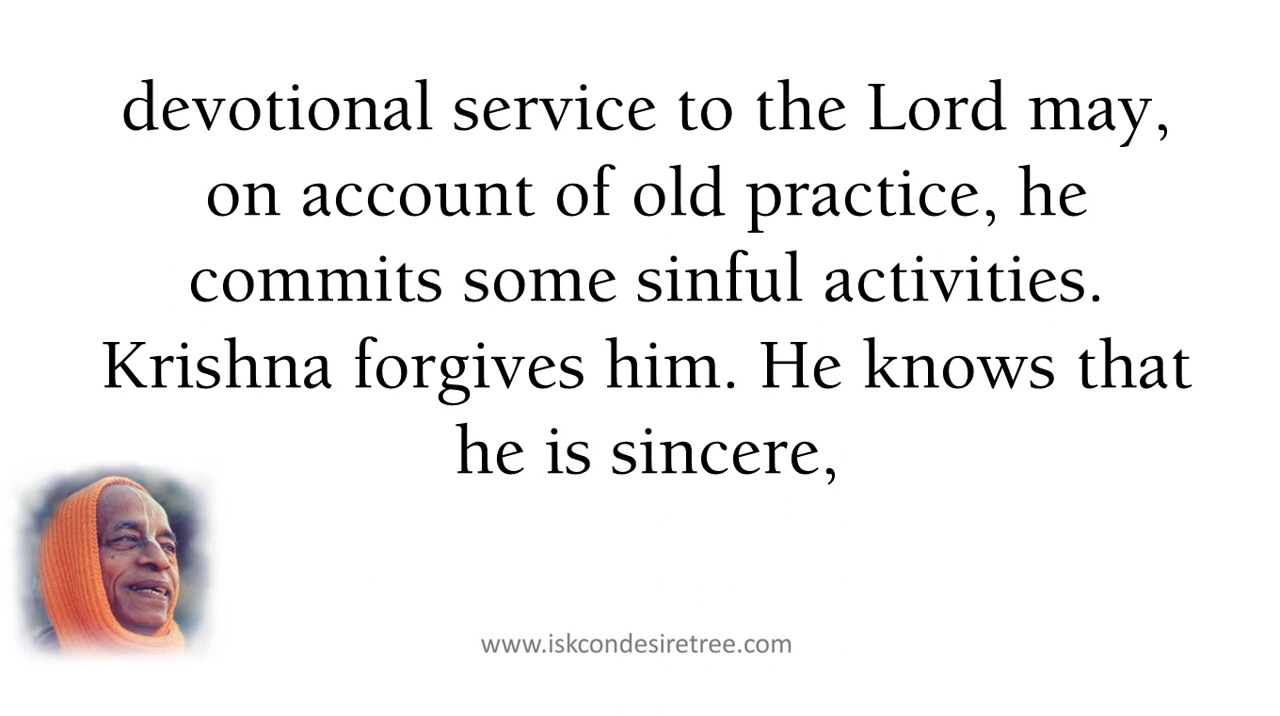 devotional service to the Lord may,
on account of old practice, he
commits some sinful activities.
Krishna forgives him. He knows that
he is sincere,
www.iskcondesiretree.com